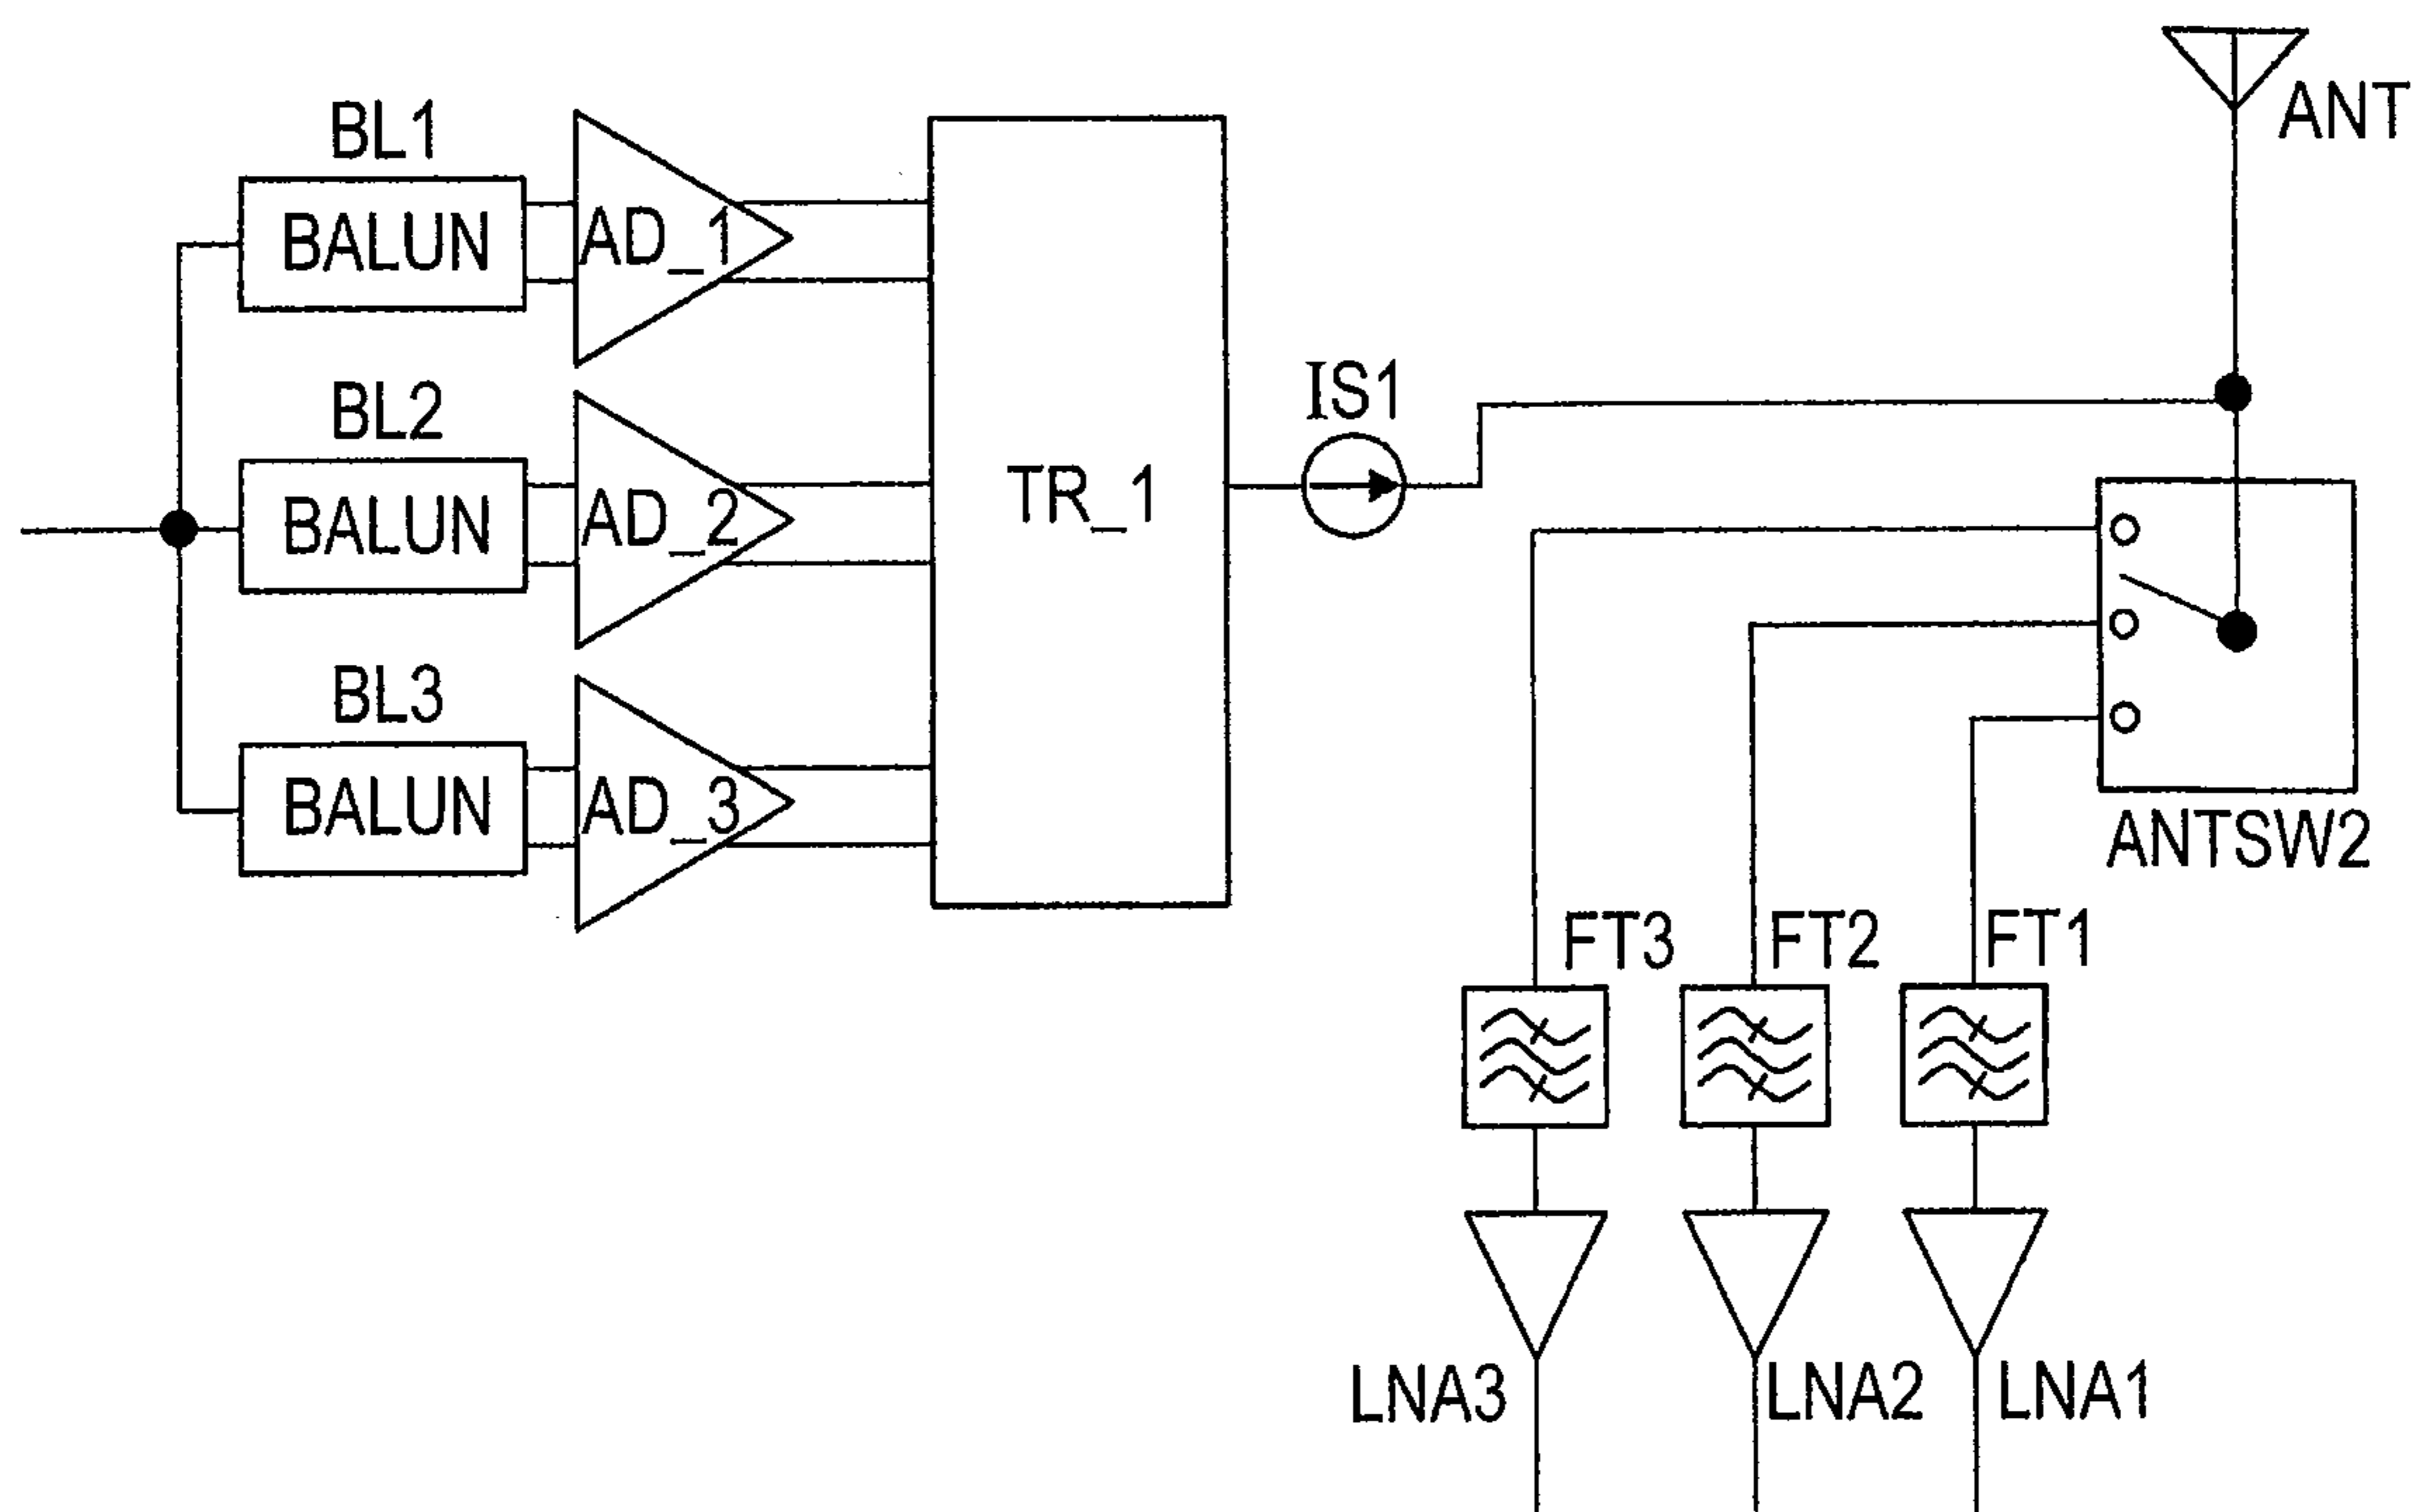 ANT
BL1
BALUN
AD_1
IS1
BL2
BALUN
AD_2
TR_1
BL3
BALUN
AD_3
ANTSW2
FT3
FT2
FT1
LNA3
LNA2
LNA1